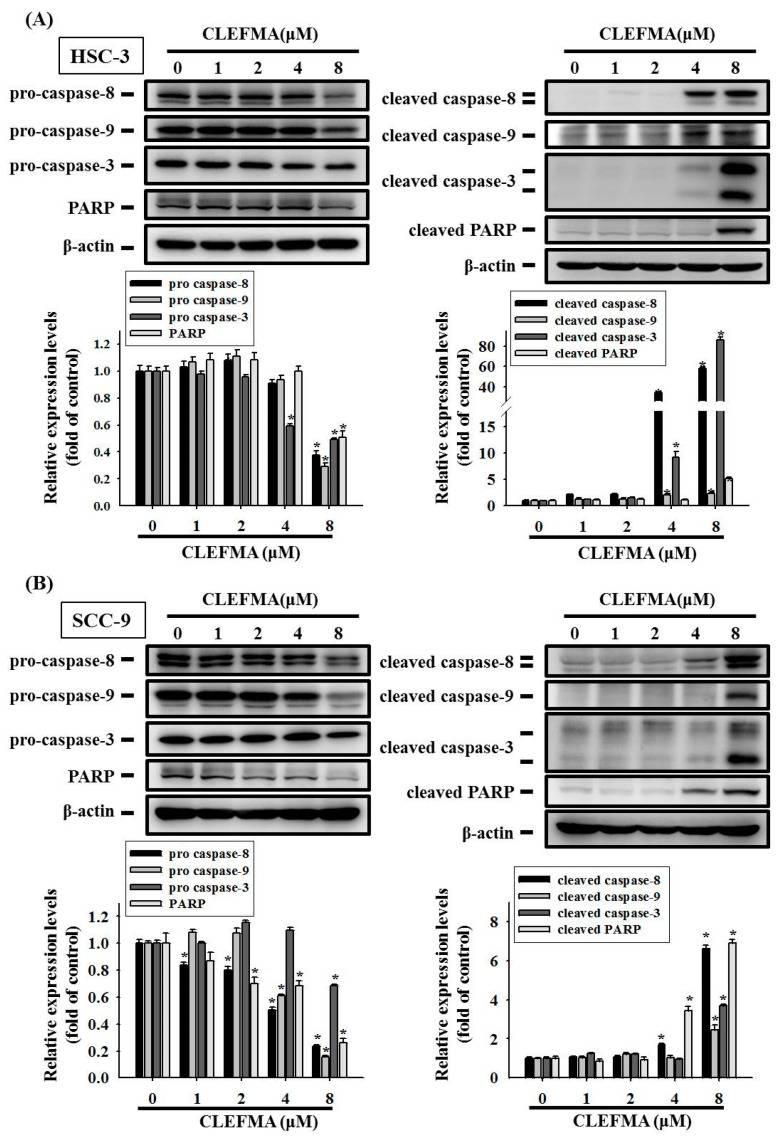 (A)
HSC-3
CLEFMA(μM)
0 1 2 4 8
pro-caspase-8
pro-caspase-9
pro-caspase-3
PARP
β-actin
CLEFMA(μM)
0 1 2 4 8
cleaved caspase-8
cleaved caspase-9
cleaved caspase-3
cleaved PARP
β-actin
pro caspase-8
pro caspase-9
pro caspase-3
PARP
Relative expression levels
(fold of control)
1.2
1.0
0.8
0.6
0.4
0.2
0.0
* * * * *
0 1 2 4 8
CLEFMA (μM)
cleaved caspase-8
cleaved caspase-9
cleaved caspase-3
cleaved PARP
Relative expression levels
(fold of control)
80
60
40
20
15
10
5
0
* * * * * *
0 1 2 4 8
CLEFMA (μM)
(B)
SCC-9
CLEFMA(μM)
0 1 2 4 8
pro-caspase-8
pro-caspase-9
pro-caspase-3
PARP
β-actin
CLEFMA(μM)
0 1 2 4 8
cleaved caspase-8
cleaved caspase-9
cleaved caspase-3
cleaved PARP
β-actin
pro caspase-8
pro caspase-9
pro caspase-3
PARP
Relative expression levels
(fold of control)
1.2
1.0
0.8
0.6
0.4
0.2
0.0
* * * * * * * * * *
0 1 2 4 8
CLEFMA (μM)
cleaved caspase-8
cleaved caspase-9
cleaved caspase-3
cleaved PARP
Relative expression levels
(fold of control)
8
6
4
2
0
* * * * * *
0 1 2 4 8
CLEFMA (μM)